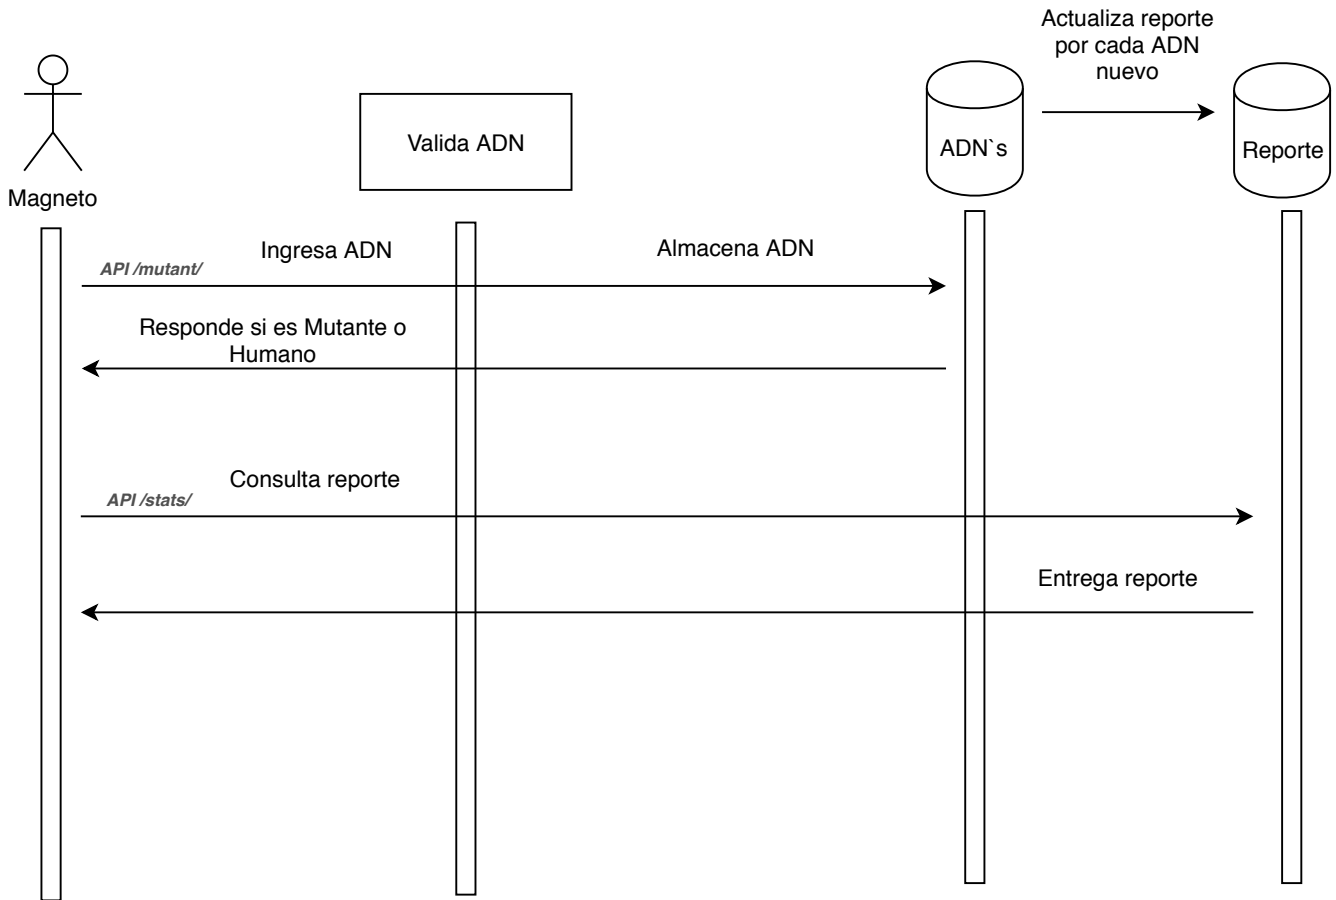 Actualiza reporte
por cada ADN
nuevo
Valida ADN
ADN`s
Reporte
Magneto
Ingresa ADN
Almacena ADN
API /mutant/
Responde si es Mutante o
Humano
Consulta reporte
API /stats/
Entrega reporte